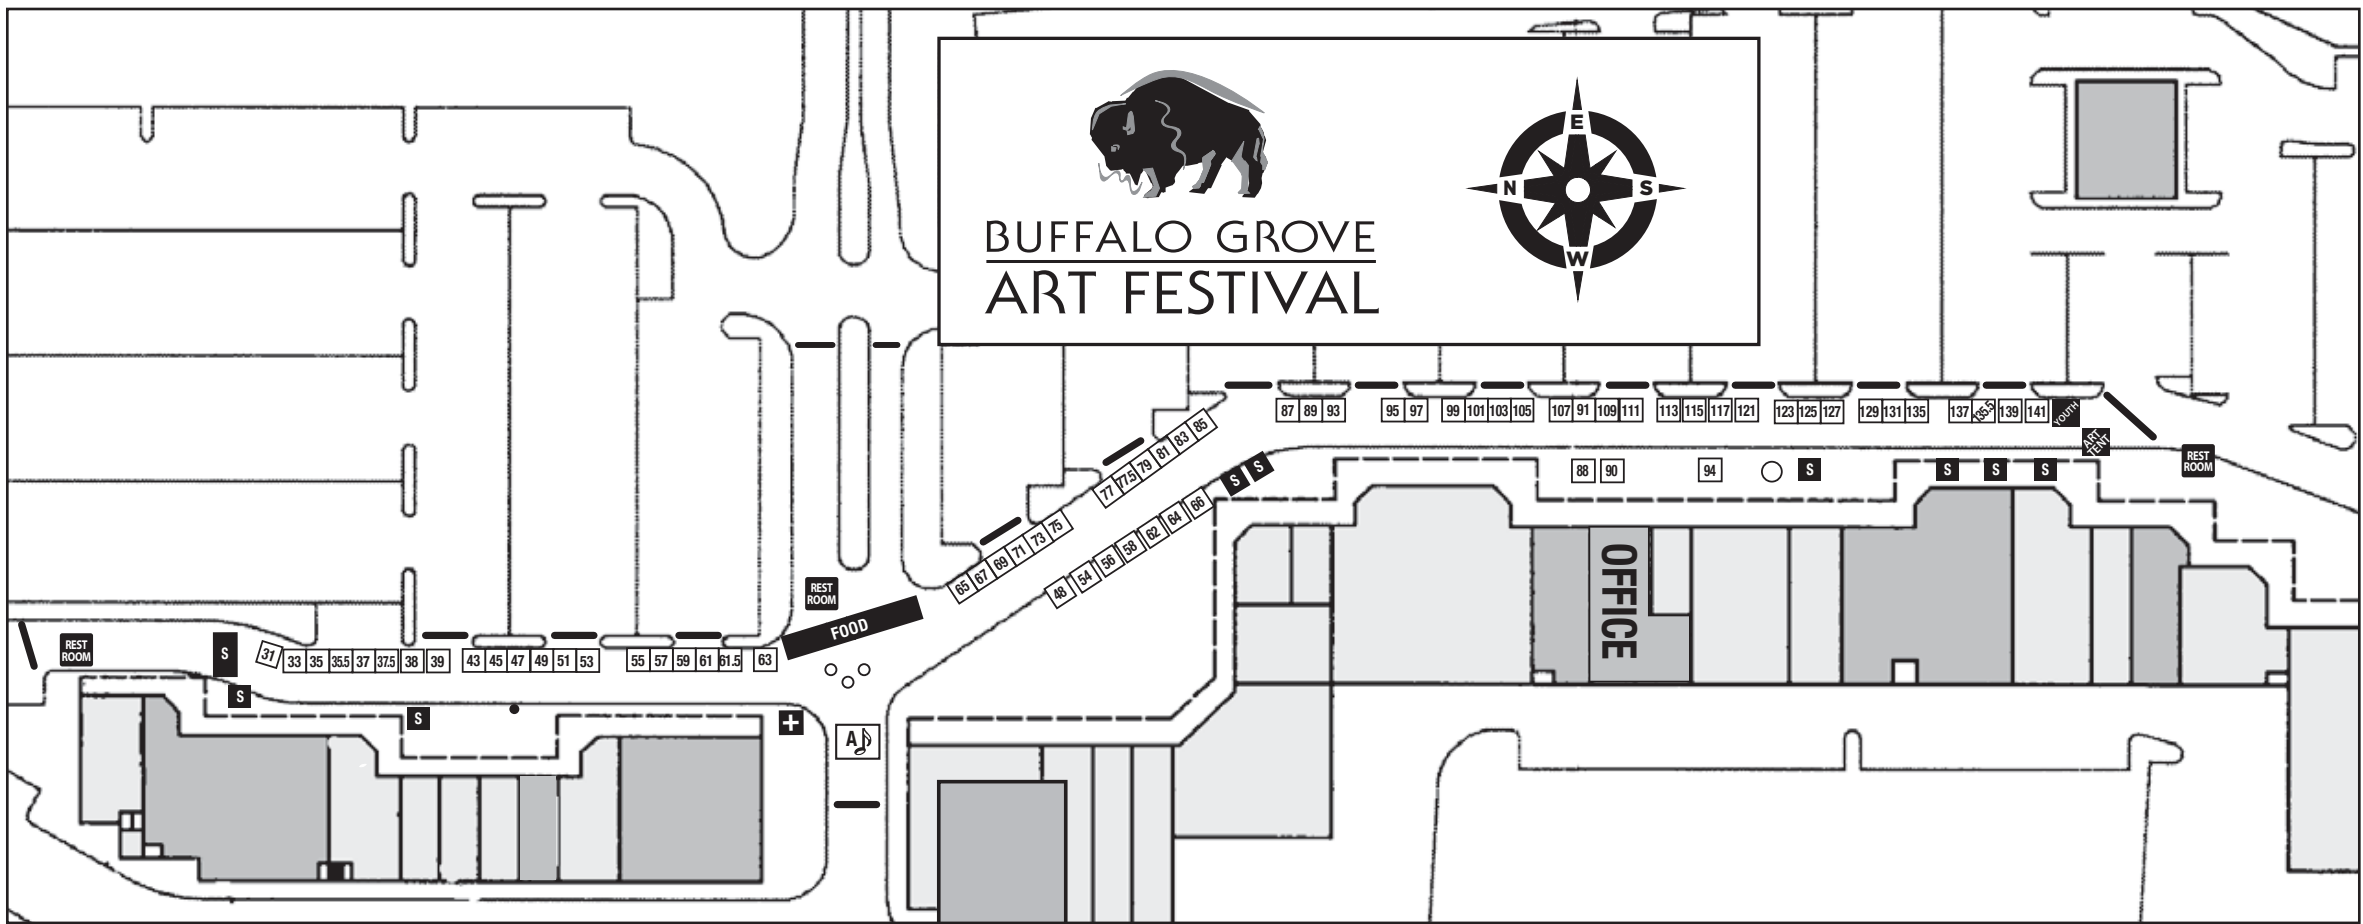 E
N
S
W
BUFFALO GROVE
ART FESTIVAL
87 89 93
95 97
99 101 103 105
107 91 109 111
113 115 117 121
123 125 127
129 131 135
137 135.5 139 141
YOUTH
ART
TENT
REST
ROOM
77 77.5 79 81 83 85
65 67 69 71 73 75
48 54 56 58 62 64 66
S S
88 90
94
S
S
S
S
OFFICE
REST
ROOM
FOOD
REST
ROOM
S
31
33 35 35.5 37 37.5 38 39
43 45 47 49 51 53
55 57 59 61 61.5
63
S
S
A